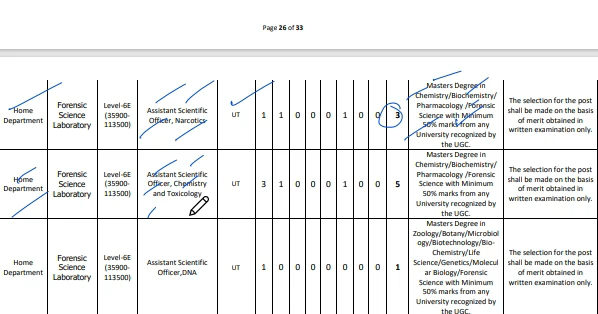 Page 26 of 33
Home Department
Forensic Science Laboratory
Level-6E (35900-113500)
Assistant Scientific Officer, Narcotics
UT 1 1 0 0 0 1 0 0 3
Masters Degree in
Chemistry/Biochemistry/
Pharmacology /Forensic
Science with Minimum
50% marks from any
University recognized by
the UGC.
The selection for the post
shall be made on the basis
of merit obtained in
written examination only.
Home Department
Forensic Science Laboratory
Level-6E (35900-113500)
Assistant Scientific Officer, Chemistry and Toxicology
UT 3 1 0 0 0 1 0 0 5
Masters Degree in
Chemistry/Biochemistry/
Pharmacology /Forensic
Science with Minimum
50% marks from any
University recognized by
the UGC.
The selection for the post
shall be made on the basis
of merit obtained in
written examination only.
Home Department
Forensic Science Laboratory
Level-6E (35900-113500)
Assistant Scientific Officer,DNA
UT 1 0 0 0 0 0 0 0 1
Masters Degree in
Zoology/Botany/Microbiol
ogy/Biotechnology/Bio-
Chemistry/Life
Science/Genetics/Molecul
ar Biology/Forensic
Science with Minimum
50% marks from any
University recognized by
the UGC.
The selection for the post
shall be made on the basis
of merit obtained in
written examination only.